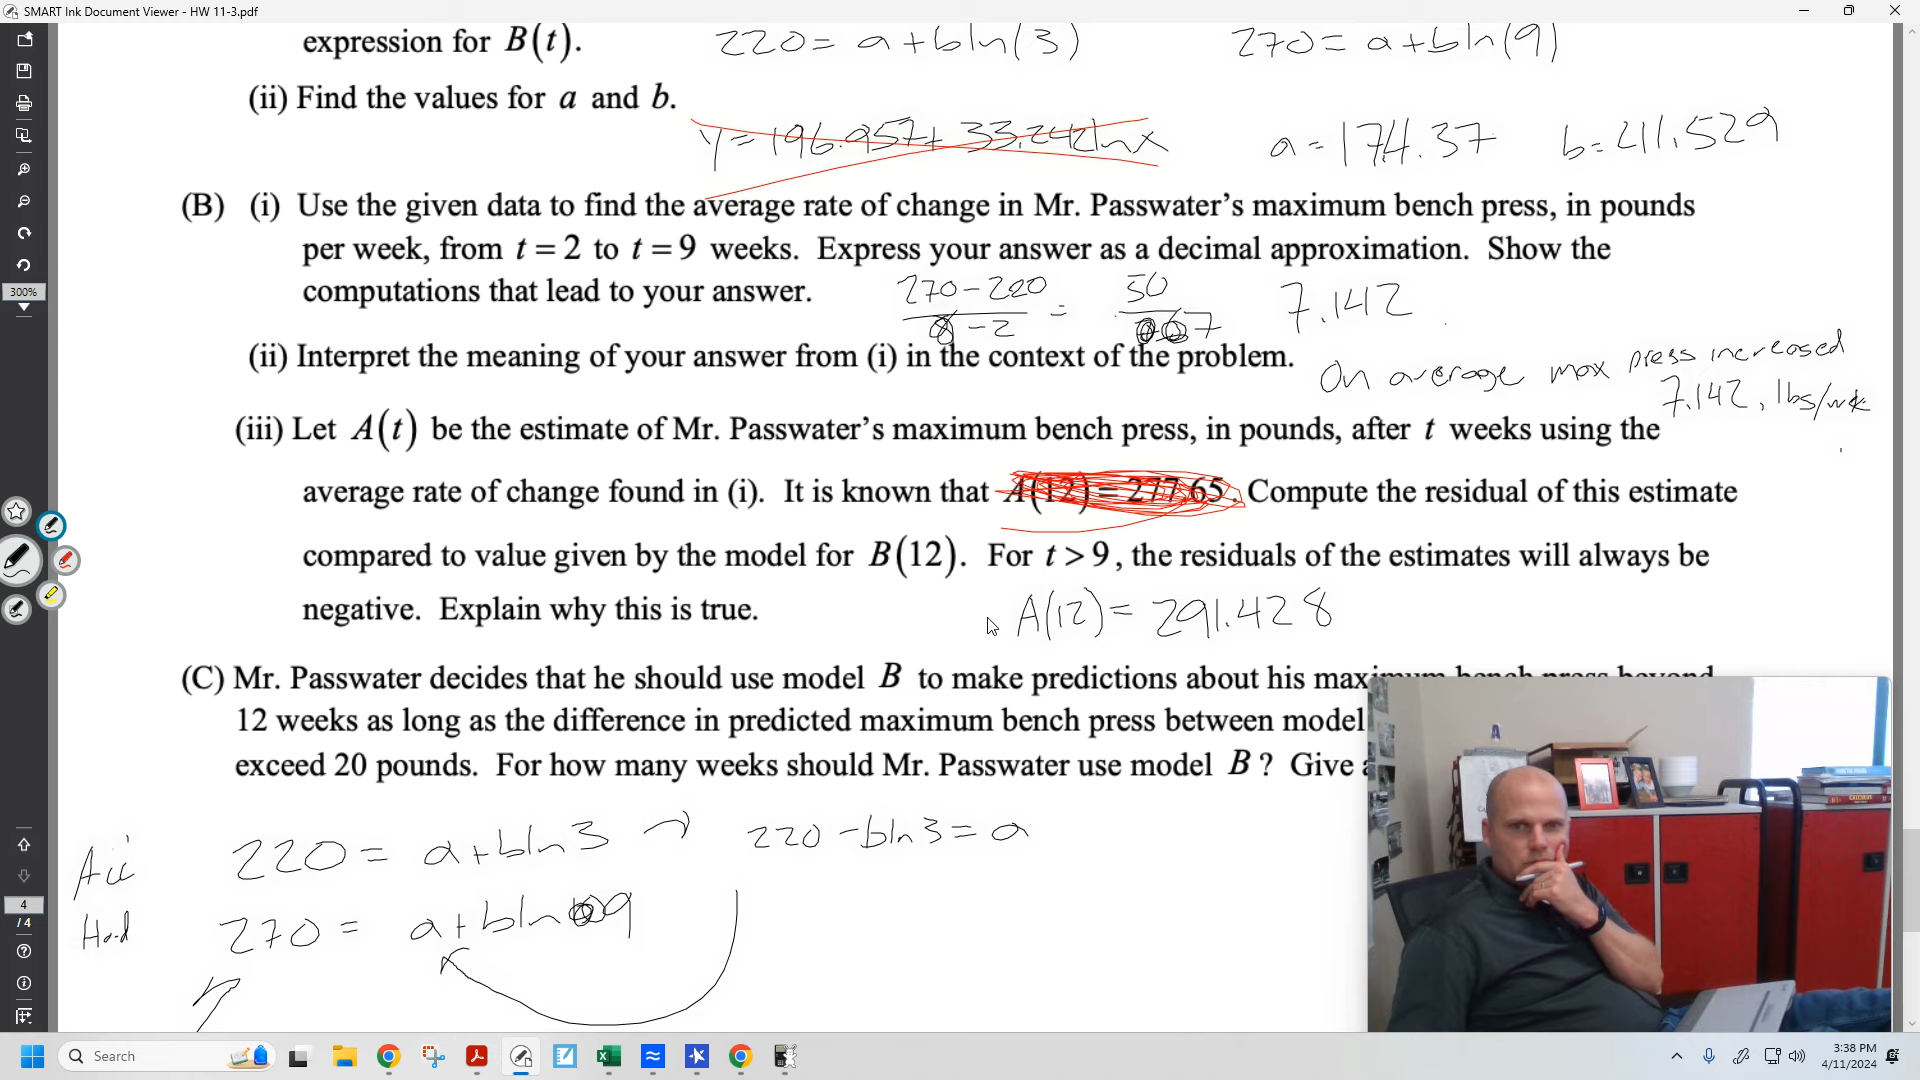 SMART Ink Document Viewer - HW 11-3.pdf
expression for B(t).
220 = a + bln(3)
270 = a + bln(9)
(ii) Find the values for a and b.
y = 196.957 + 33.242lnx
a = 174.37
b = 211.529
(B) (i) Use the given data to find the average rate of change in Mr. Passwater's maximum bench press, in pounds
per week, from t = 2 to t = 9 weeks. Express your answer as a decimal approximation. Show the
computations that lead to your answer.
270 - 220
- 2
=
50
7
7.142
(ii) Interpret the meaning of your answer from (i) in the context of the problem.
On average max press increased
7.142, lbs/wk
(iii) Let A(t) be the estimate of Mr. Passwater's maximum bench press, in pounds, after t weeks using the
average rate of change found in (i). It is known that A(12) = 277.65. Compute the residual of this estimate
compared to value given by the model for B(12). For t > 9, the residuals of the estimates will always be
negative. Explain why this is true.
A(12) = 291.428
(C) Mr. Passwater decides that he should use model B to make predictions about his maximum bench press beyond
12 weeks as long as the difference in predicted maximum bench press between model
exceed 20 pounds. For how many weeks should Mr. Passwater use model B? Give
220 = a + bln3
220 - bln3 = a
270 = a + bln 9
300%
4
/ 4
Search
3:38 PM
4/11/2024
CALCULUS